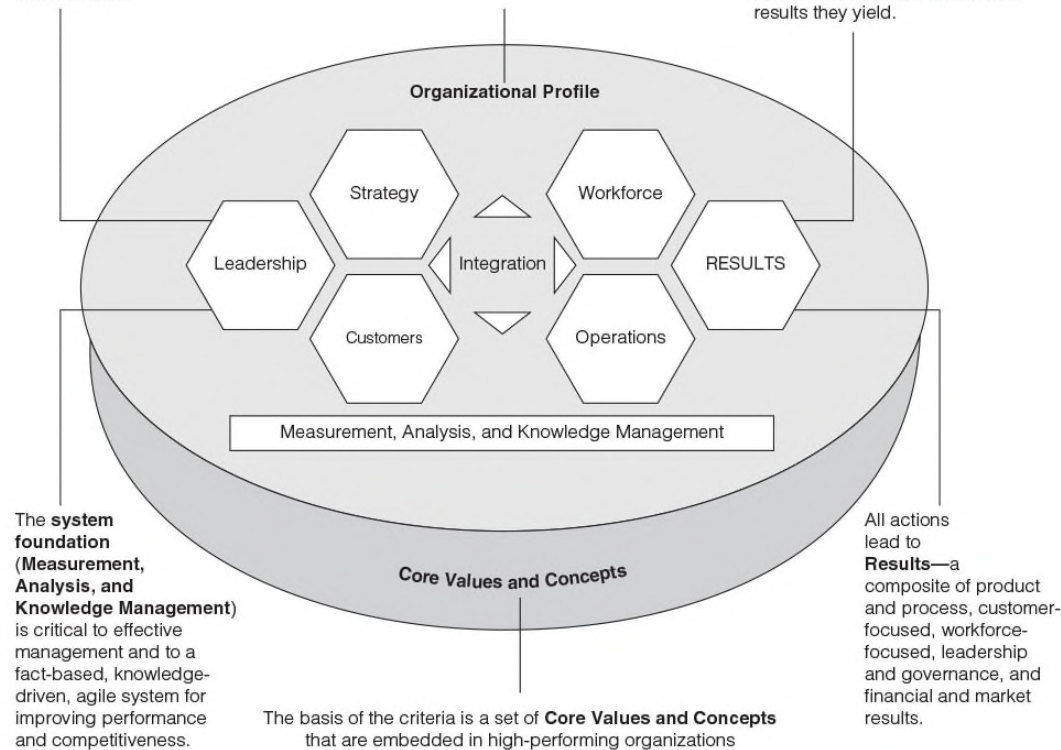 results they yield.
Organizational Profile
Strategy
Workforce
Leadership
Integration
RESULTS
Customers
Operations
Measurement, Analysis, and Knowledge Management
Core Values and Concepts
The system
foundation
(Measurement,
Analysis, and
Knowledge Management)
is critical to effective
management and to a
fact-based, knowledge-
driven, agile system for
improving performance
and competitiveness.
The basis of the criteria is a set of Core Values and Concepts
that are embedded in high-performing organizations
All actions
lead to
Results—a
composite of product
and process, customer-
focused, workforce-
focused, leadership
and governance, and
financial and market
results.